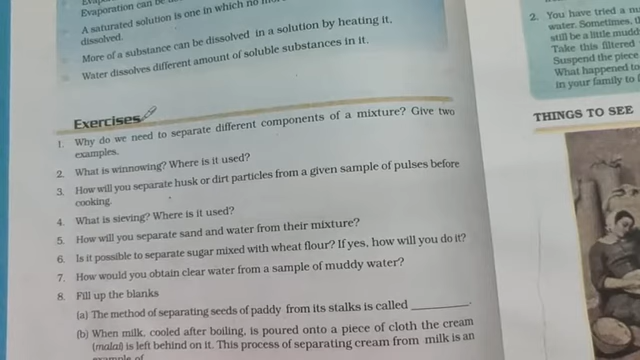 Evaporation can be
A saturated solution is one in which no
dissolved.
More of a substance can be dissolved in a solution by heating it.
Water dissolves different amount of soluble substances in it.
Exercises
1. Why do we need to separate different components of a mixture? Give two
examples.
2. What is winnowing? Where is it used?
3. How will you separate husk or dirt particles from a given sample of pulses before
cooking.
4. What is sieving? Where is it used?
5. How will you separate sand and water from their mixture?
6. Is it possible to separate sugar mixed with wheat flour? If yes, how will you do it?
7. How would you obtain clear water from a sample of muddy water?
8. Fill up the blanks
(a) The method of separating seeds of paddy from its stalks is called ________.
(b) When milk, cooled after boiling, is poured onto a piece of cloth the cream
(malai) is left behind on it. This process of separating cream from milk is an
example of
2. You have tried a
water. Sometimes,
still be a little
Take this filtered
Suspend the piece
What happened to
in your family to
THINGS TO SEE